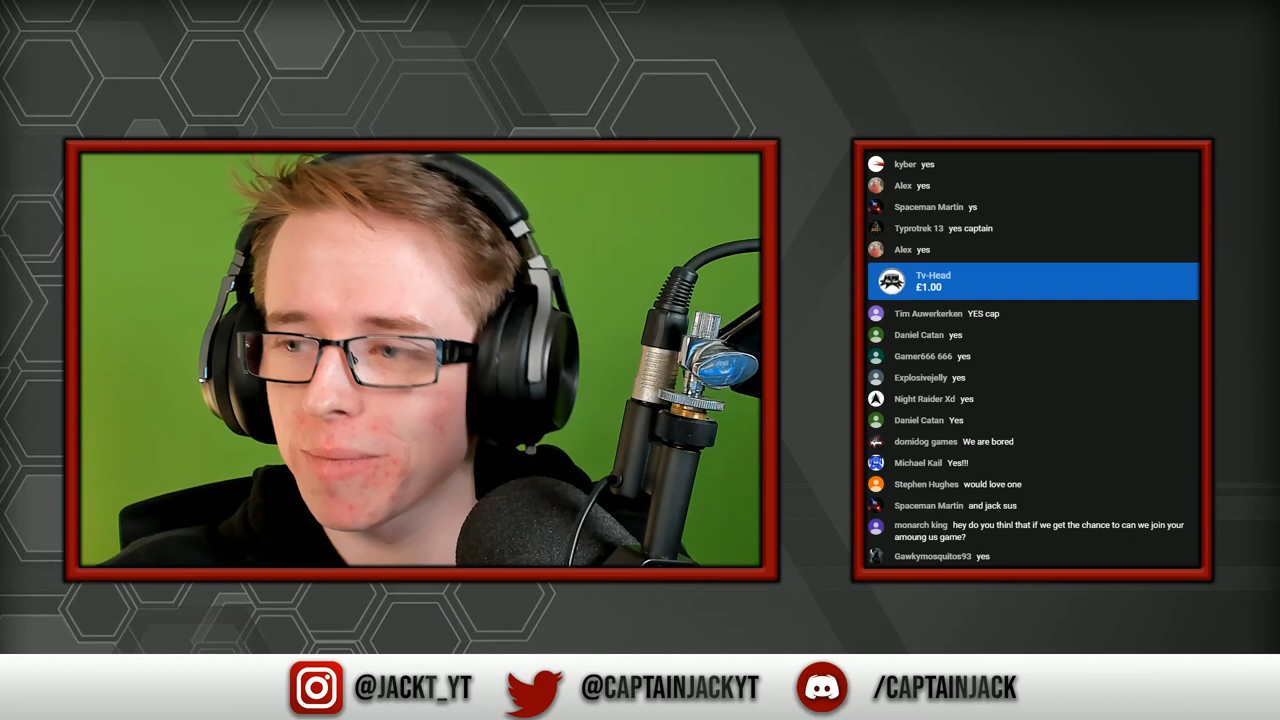 kyber yes
Alex yes
Spaceman Martin ys
Typrotrek 13 yes captain
Alex yes
Tv-Head
£1.00
Tim Auwerkerken YES cap
Daniel Catan yes
Gamer666 666 yes
Explosivejelly yes
Night Raider Xd yes
Daniel Catan Yes
domidog games We are bored
Michael Kail Yes!!!
Stephen Hughes would love one
Spaceman Martin and jack sus
monarch king hey do you thinl that if we get the chance to can we join your
amoung us game?
Gawkymosquitos93 yes
@JACKT_YT @CAPTAINJACKYT /CAPTAINJACK